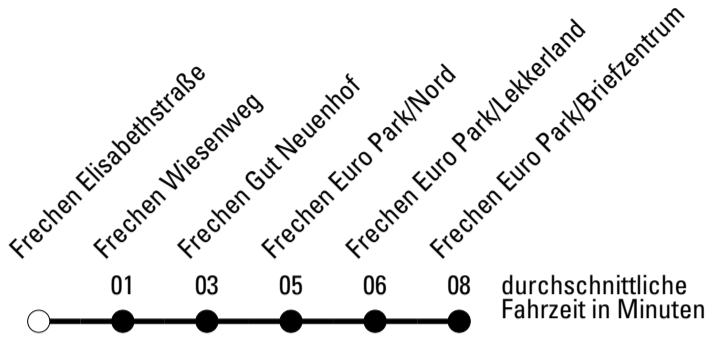 Frechen Elisabethstraße
Frechen Wiesenweg
Frechen Gut Neuenhof
Frechen Euro Park/Nord
Frechen Euro Park/Lekkerland
Frechen Euro Park/Briefzentrum
01 03 05 06 08 durchschnittliche
Fahrzeit in Minuten